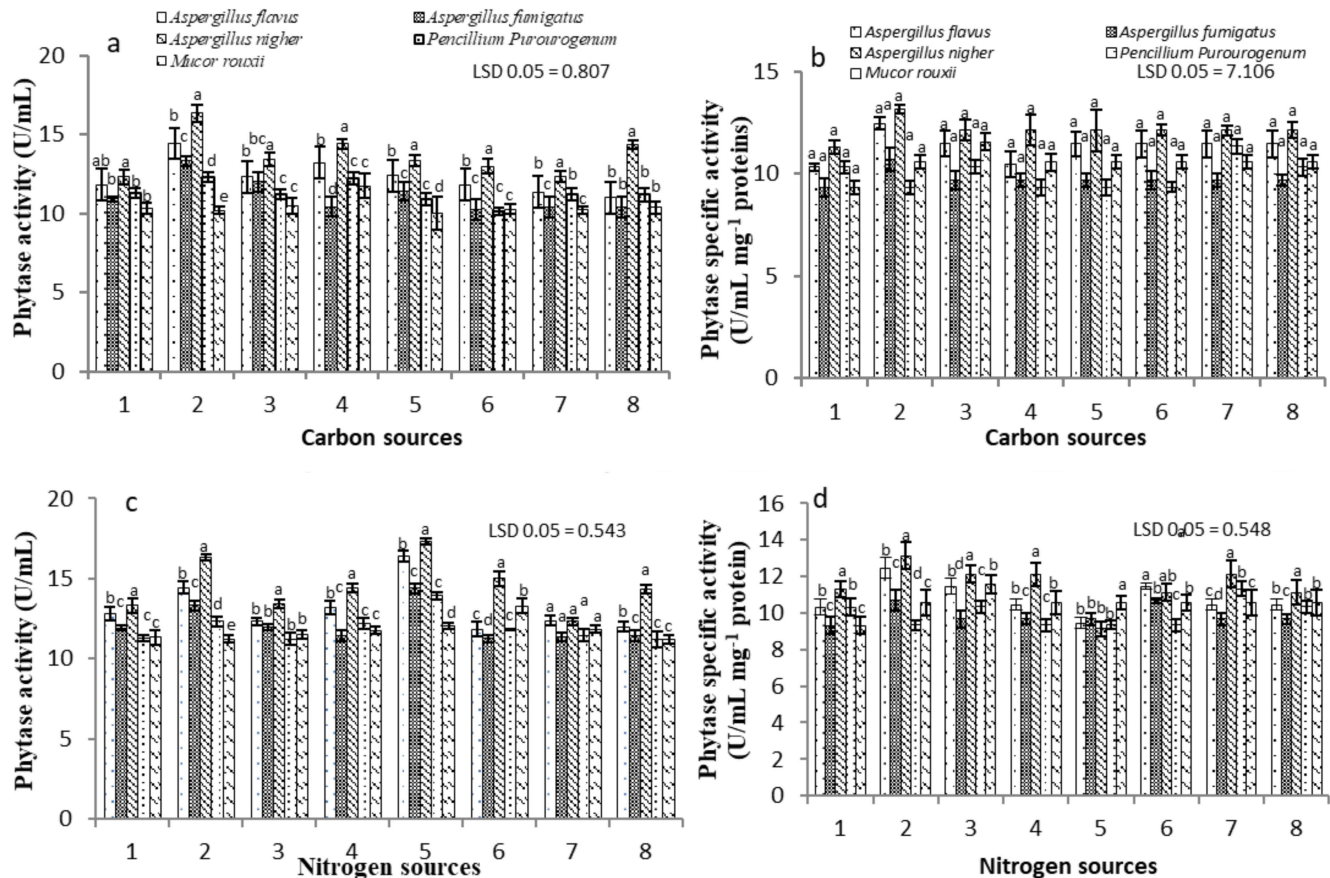 a
Aspergillus flavus Aspergillus fumigatus
Aspergillus nigher Pencillium Purourogenum
Mucor rouxii
LSD 0.05 = 0.807
Phytase activity (U/mL)
20
15
10
5
0
ab b a b b
b c a d e
b bc a c c
b d a c c
b c a c d
b c a c c
b c a b c
b b a b b
1 2 3 4 5 6 7 8
Carbon sources
b
Aspergillus flavus Aspergillus fumigatus
Aspergillus nigher Pencillium Purourogenum
Mucor rouxii
LSD 0.05 = 7.106
Phytase specific activity
(U/mL mg-1 proteins)
15
10
5
0
a a a a a
a a a a a
a a a a a
a a a a a
a a a a a
a a a a a
a a a a a
a a a a a
1 2 3 4 5 6 7 8
Carbon sources
c
LSD 0.05 = 0.543
Phytase activity (U/mL)
20
15
10
5
0
b c a c c
b c a d e
b b a b b
b c a c c
b c a c d
c c a c b
a a a a a
b c a c c
1 2 3 4 5 6 7 8
Nitrogen sources
d
LSD 0.05 = 0.548
Phytase specific activity
(U/mL mg-1 protein)
16
14
12
10
8
6
4
2
0
b c a b c
b c a d c
b d a c b
b c a c b
b b b b a
a b b c b
c d a b c
b c a b b
1 2 3 4 5 6 7 8
Nitrogen sources